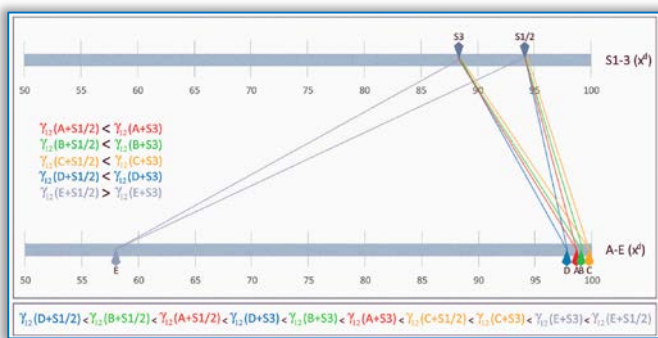 S3 S1/2
S1-3 (xᵈ)
50 55 60 65 70 75 80 85 90 95 100
γ₁₂(A+S1/2) < γ₁₂(A+S3)
γ₁₂(B+S1/2) < γ₁₂(B+S3)
γ₁₂(C+S1/2) < γ₁₂(C+S3)
γ₁₂(D+S1/2) < γ₁₂(D+S3)
γ₁₂(E+S1/2) > γ₁₂(E+S3)
A-E (xᵈ)
E D A B C
50 55 60 65 70 75 80 85 90 95 100
γ₁₂(D+S1/2) < γ₁₂(B+S1/2) < γ₁₂(A+S1/2) < γ₁₂(D+S3) < γ₁₂(B+S3) < γ₁₂(A+S3) < γ₁₂(C+S1/2) < γ₁₂(C+S3) < γ₁₂(E+S3) < γ₁₂(E+S1/2)